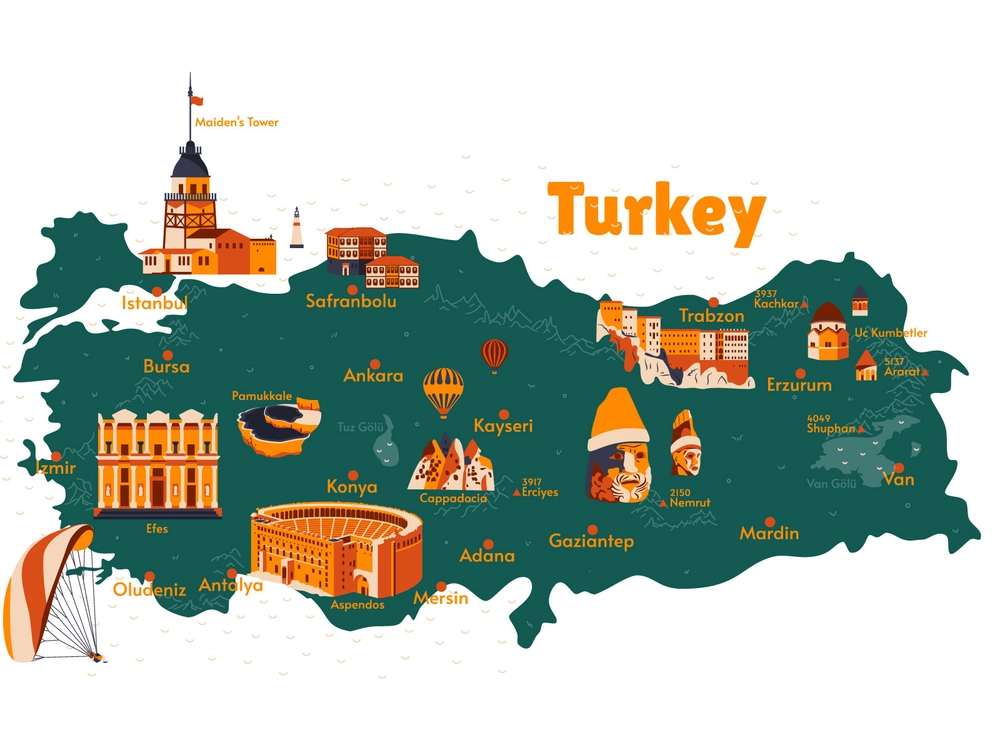 Maiden's Tower
Turkey
Istanbul
Safranbolu
3937
Kachkar
Trabzon
Uc Kumbetler
Bursa
Ankara
5137
Ararat
Erzurum
Pamukkale
Tuz Gölü
Kayseri
4049
Shuphan
Izmir
Konya
Cappadocia
3917
Erciyes
2150
Nemrut
Van Gölü
Van
Efes
Gaziantep
Mardin
Adana
Oludeniz
Antalya
Aspendos
Mersin